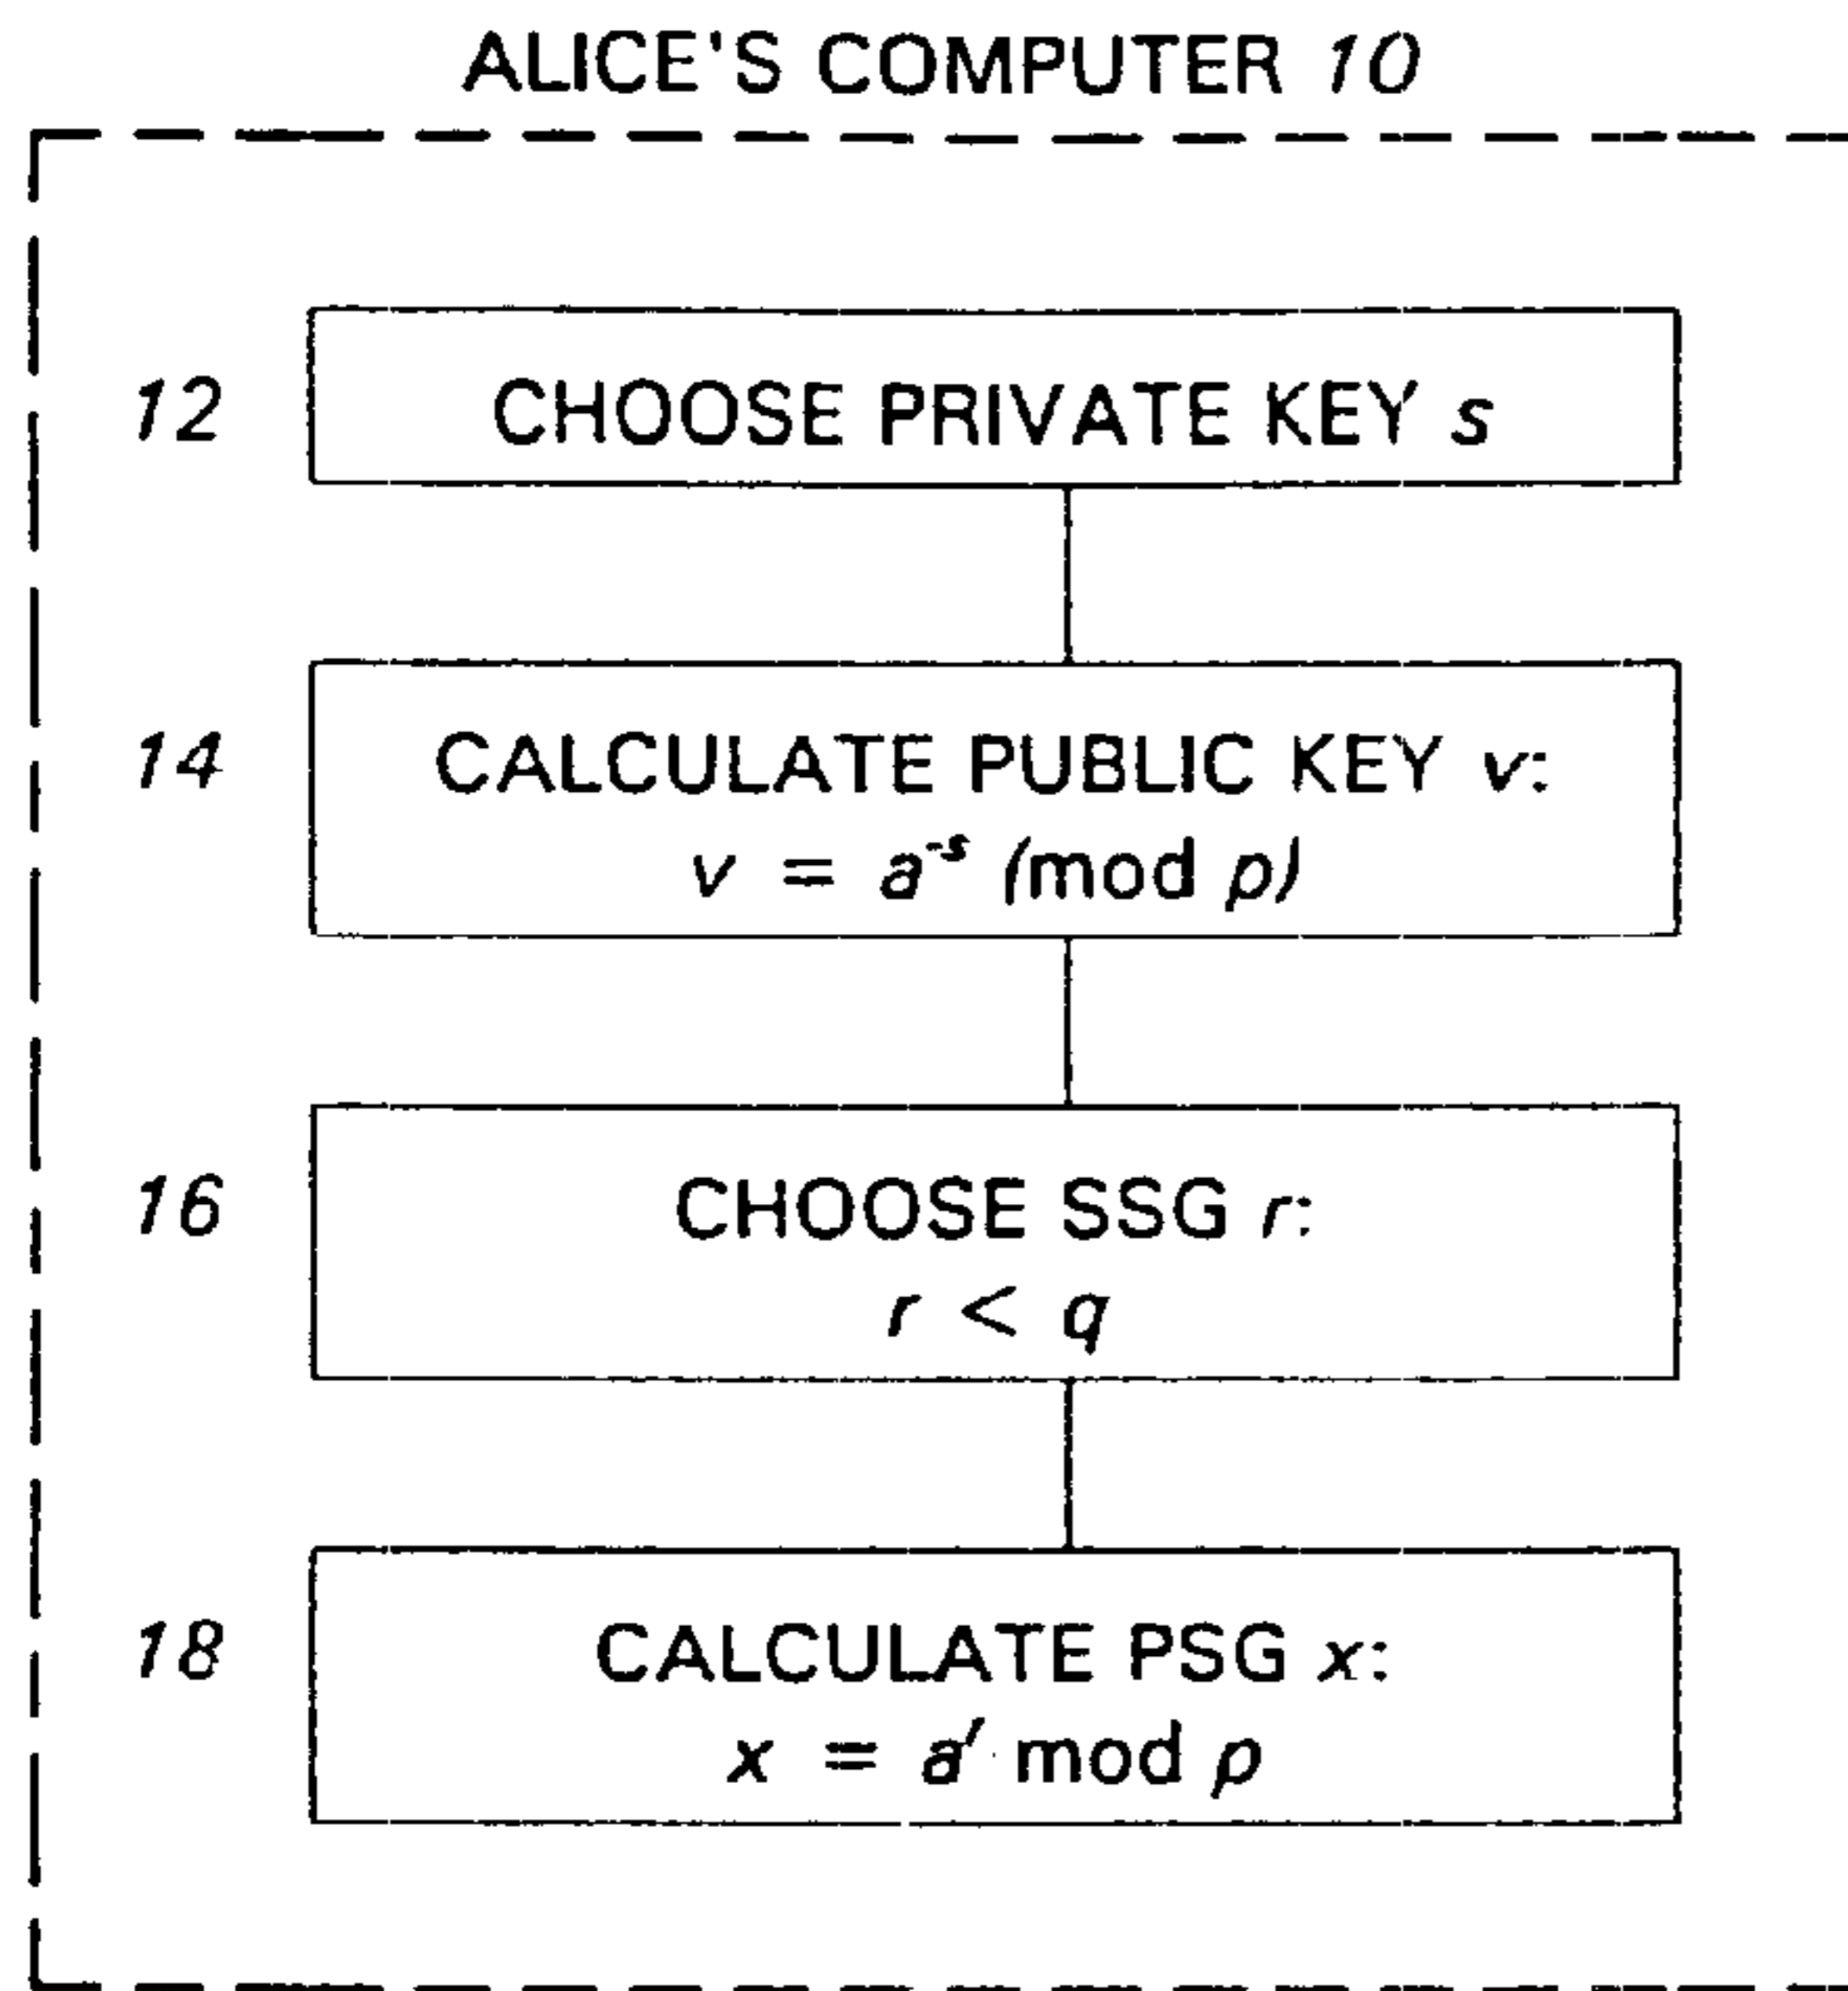 ALICE'S COMPUTER 10
12 CHOOSE PRIVATE KEY s
14 CALCULATE PUBLIC KEY v:
v = a⁻ˢ (mod p)
16 CHOOSE SSG r:
r < q
18 CALCULATE PSG x:
x = aʳ mod p